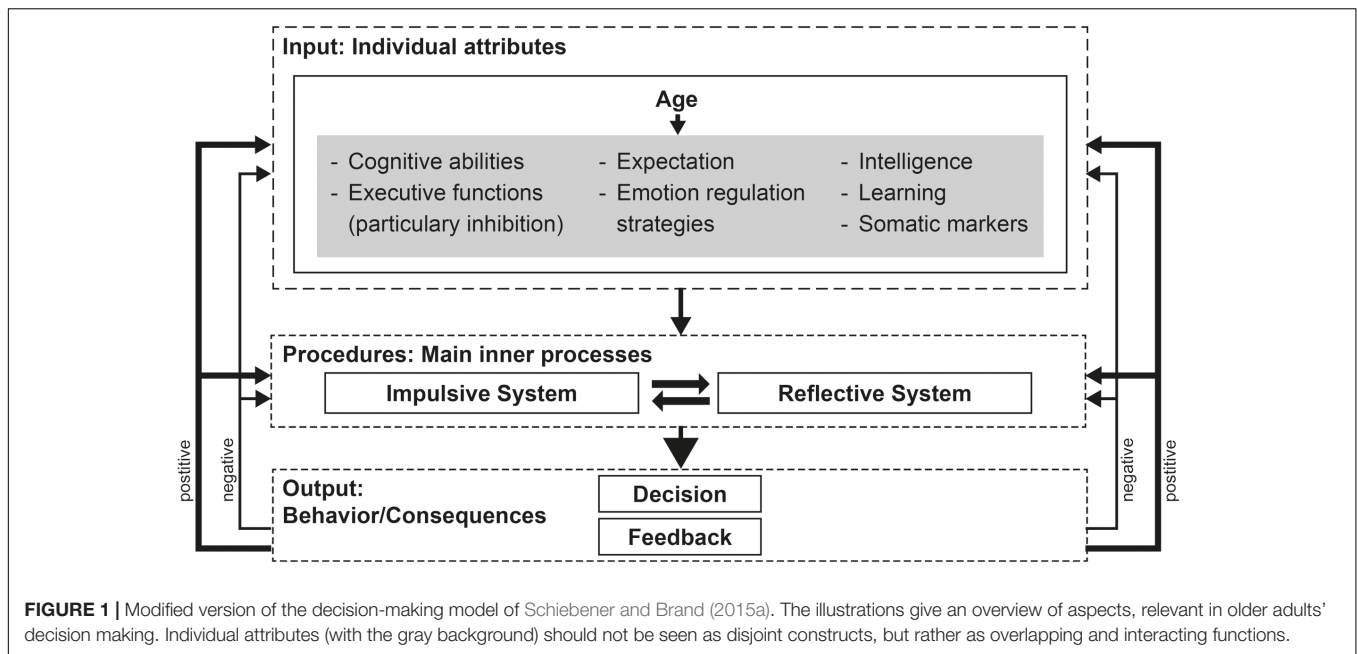 Input: Individual attributes
Age
- Cognitive abilities
- Executive functions
(particulary inhibition)
- Expectation
- Emotion regulation
strategies
- Intelligence
- Learning
- Somatic markers
Procedures: Main inner processes
Impulsive System
Reflective System
postitive
negative
negative
postitive
Output:
Behavior/Consequences
Decision
Feedback
FIGURE 1 | Modified version of the decision-making model of Schiebener and Brand (2015a). The illustrations give an overview of aspects, relevant in older adults’
decision making. Individual attributes (with the gray background) should not be seen as disjoint constructs, but rather as overlapping and interacting functions.